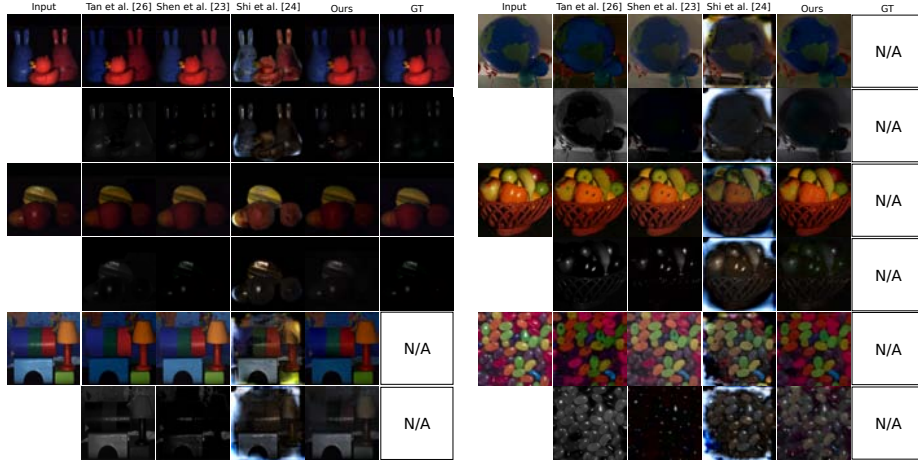 Input Tan et al. [26] Shen et al. [23] Shi et al. [24] Ours GT
Input Tan et al. [26] Shen et al. [23] Shi et al. [24] Ours GT
N/A
N/A
N/A
N/A
N/A N/A
N/A N/A